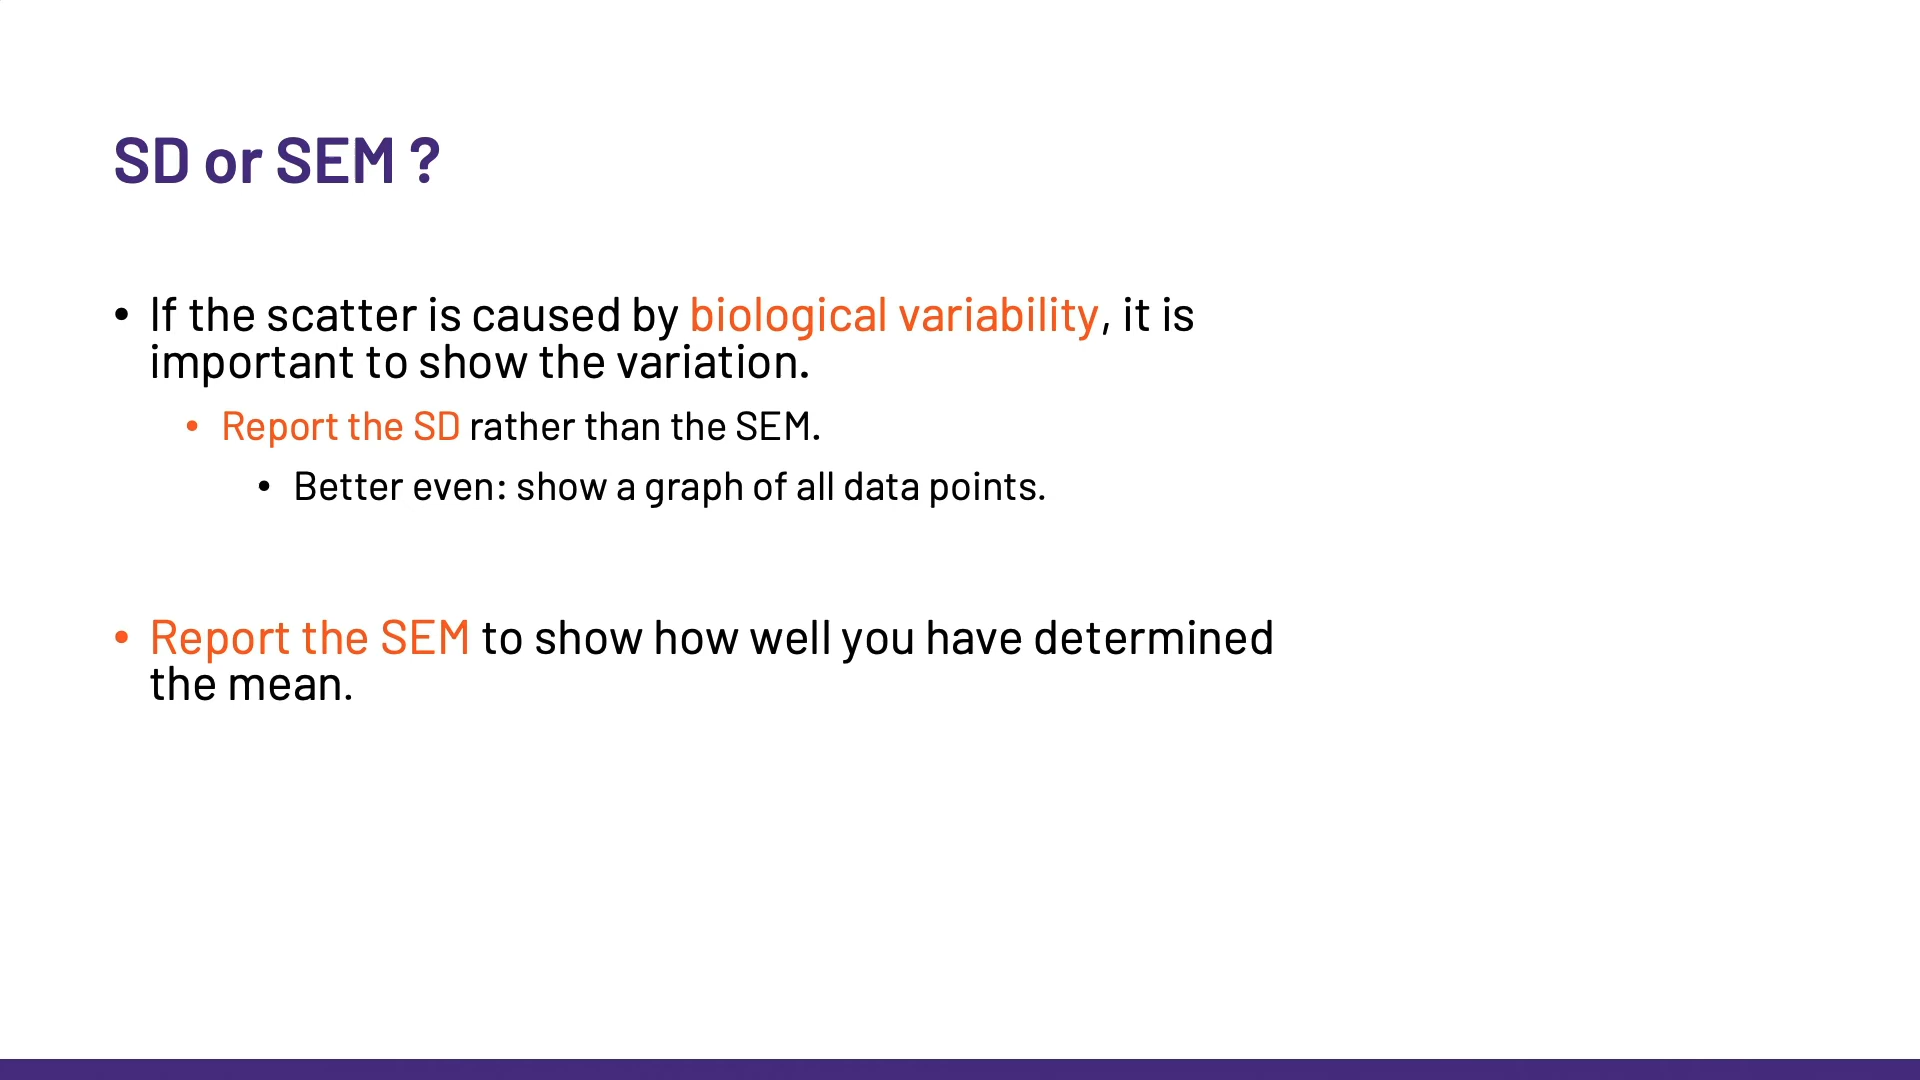 SD or SEM ?
• If the scatter is caused by biological variability, it is
important to show the variation.
• Report the SD rather than the SEM.
• Better even: show a graph of all data points.
• Report the SEM to show how well you have determined
the mean.